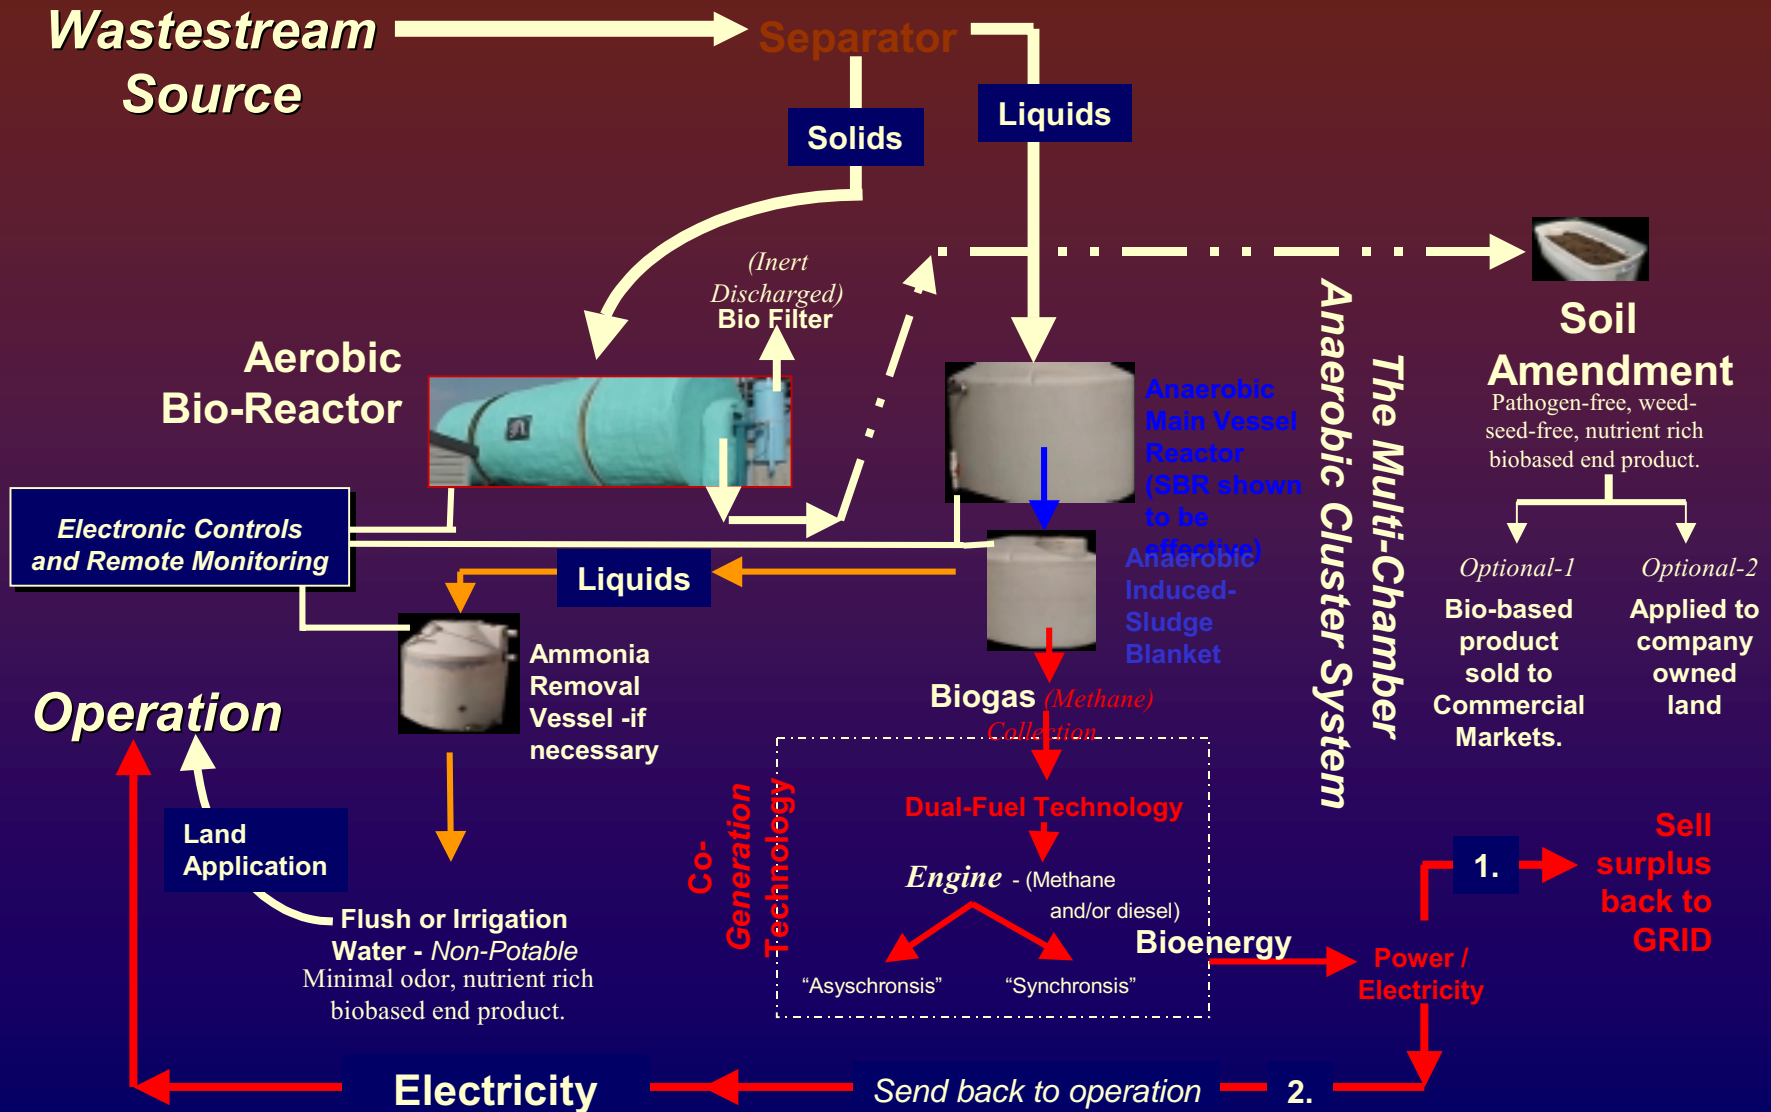 Wastestream
Source
Separator
Solids
Liquids
(Inert
Discharged)
Bio Filter
Aerobic
Bio-Reactor
Anaerobic
Main Vessel
Reactor
(SBR shown
to be
effective)
Anaerobic
Induced-
Sludge
Blanket
The Multi-Chamber
Anaerobic Cluster System
Soil
Amendment
Pathogen-free, weed-
seed-free, nutrient rich
biobased end product.
Optional-1
Bio-based
product
sold to
Commercial
Markets.
Optional-2
Applied to
company
owned
land
Electronic Controls
and Remote Monitoring
Liquids
Ammonia
Removal
Vessel -if
necessary
Operation
Land
Application
Flush or Irrigation
Water - Non-Potable
Minimal odor, nutrient rich
biobased end product.
Biogas (Methane)
Collection
Co-
Generation
Technology
Dual-Fuel Technology
Engine - (Methane
and/or diesel)
“Asyschronsis”
“Synchronsis”
Bioenergy
Power /
Electricity
1.
Sell
surplus
back to
GRID
2.
Send back to operation
Electricity